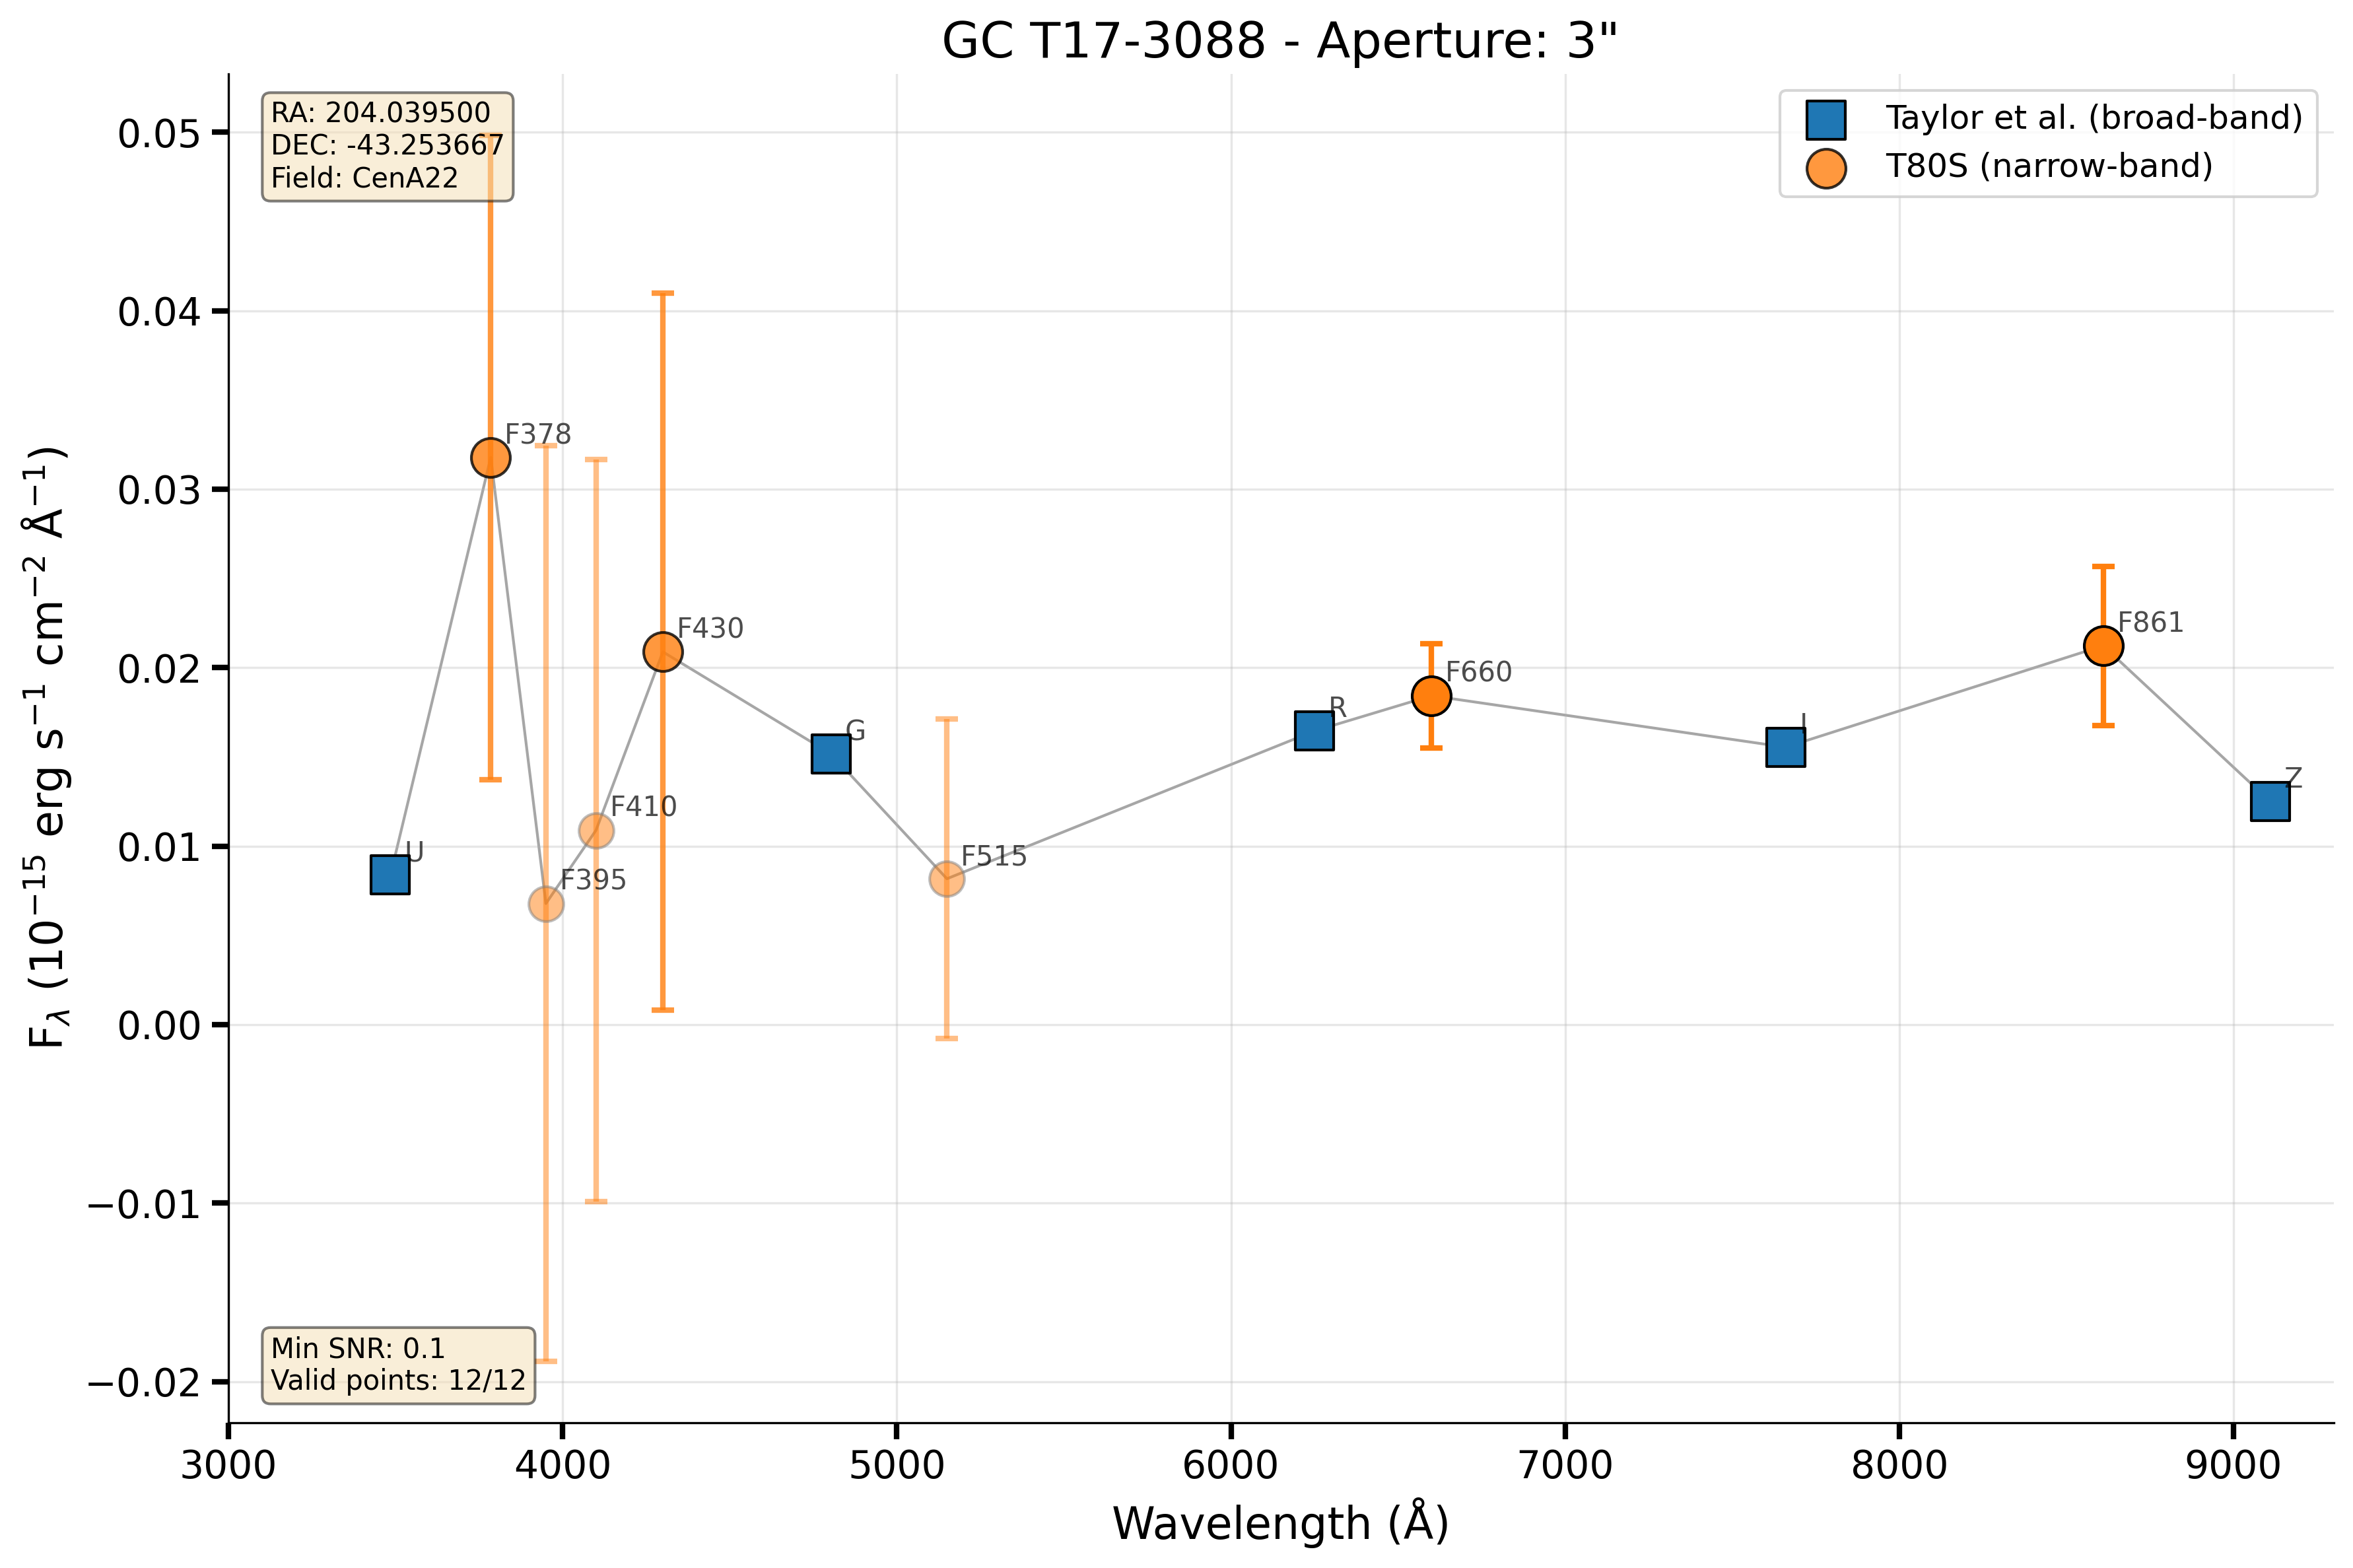 GC T17-3088 - Aperture: 3"
RA: 204.039500
DEC: -43.253667
Field: CenA22
Taylor et al. (broad-band)
T80S (narrow-band)
0.05
0.04
0.03
0.02
0.01
0.00
−0.01
−0.02
F_λ (10⁻¹⁵ erg s⁻¹ cm⁻² Å⁻¹)
U
F378
F395
F410
F430
G
F515
R
F660
I
F861
Z
Min SNR: 0.1
Valid points: 12/12
3000
4000
5000
6000
7000
8000
9000
Wavelength (Å)